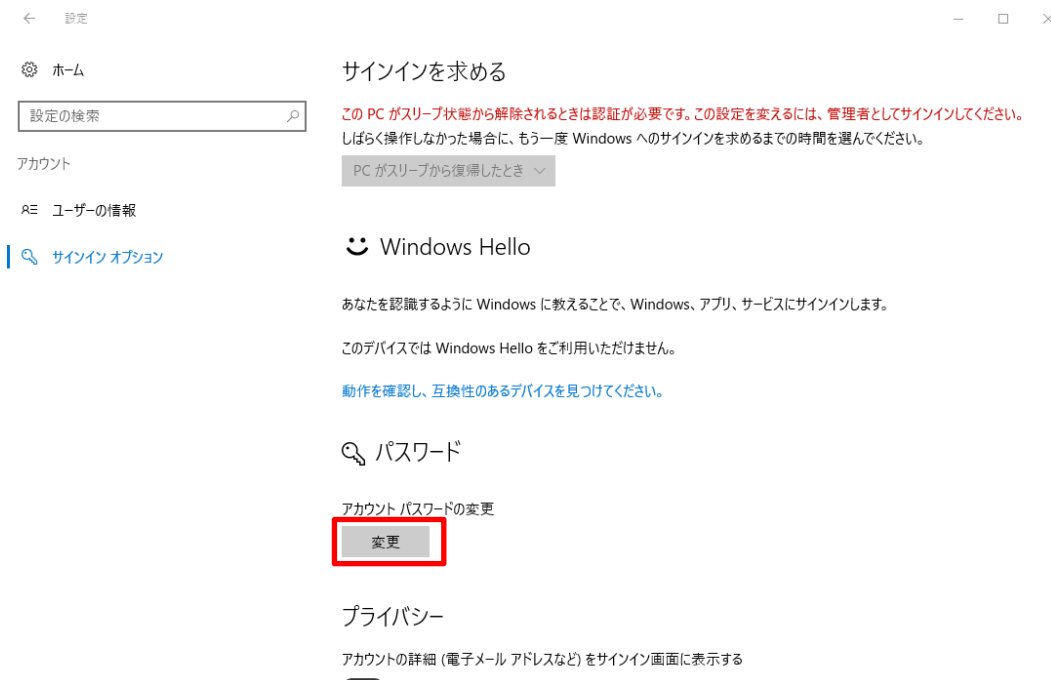 設定
ホーム
設定の検索
アカウント
ユーザーの情報
サインイン オプション
サインインを求める
この PC がスリープ状態から解除されるときは認証が必要です。この設定を変えるには、管理者としてサインインしてください。
しばらく操作しなかった場合に、もう一度 Windows へのサインインを求めるまでの時間を選んでください。
PC がスリープから復帰したとき
Windows Hello
あなたを認識するように Windows に教えることで、Windows、アプリ、サービスにサインインします。
このデバイスでは Windows Hello をご利用いただけません。
動作を確認し、互換性のあるデバイスを見つけてください。
パスワード
アカウント パスワードの変更
変更
プライバシー
アカウントの詳細 (電子メール アドレスなど) をサインイン画面に表示する